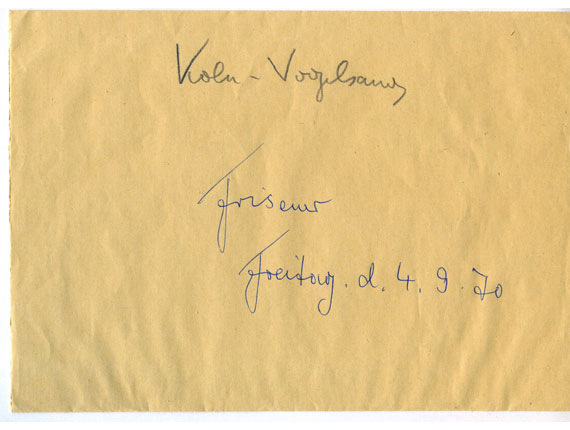 Köln - Vogelsang
Friseur
Freitag. d. 4. 9. 70